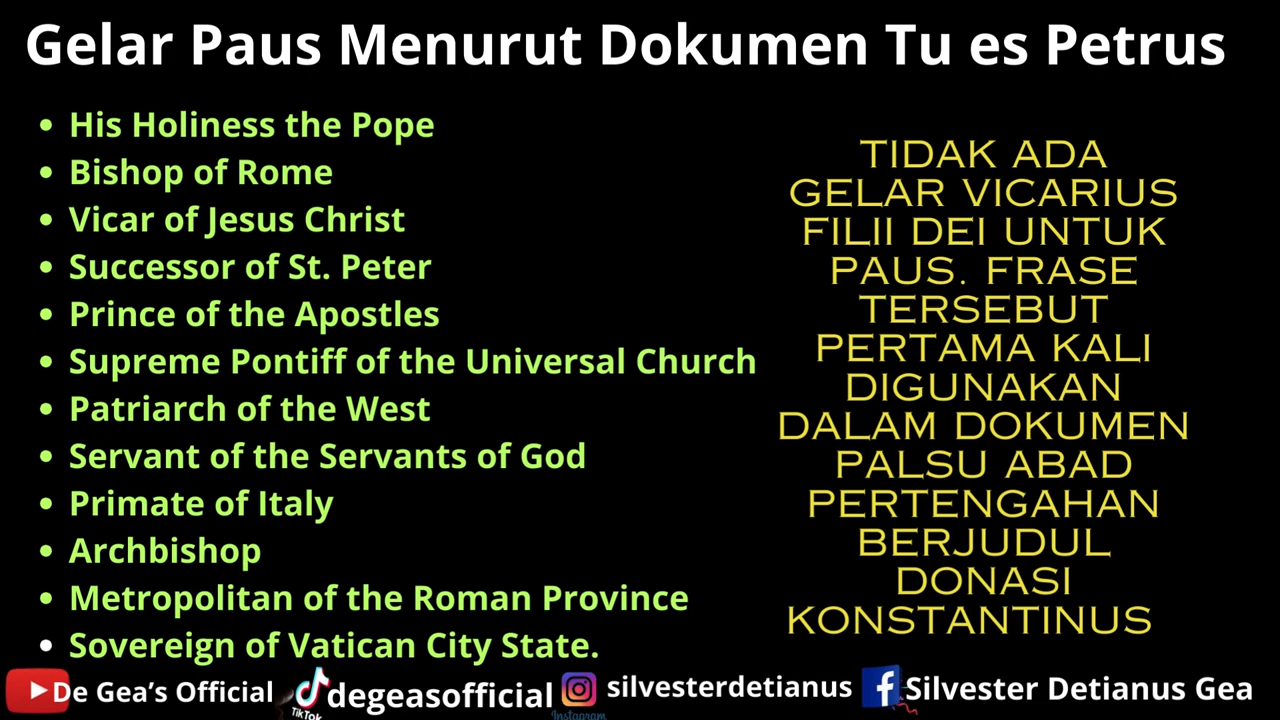 Gelar Paus Menurut Dokumen Tu es Petrus
• His Holiness the Pope
• Bishop of Rome
• Vicar of Jesus Christ
• Successor of St. Peter
• Prince of the Apostles
• Supreme Pontiff of the Universal Church
• Patriarch of the West
• Servant of the Servants of God
• Primate of Italy
• Archbishop
• Metropolitan of the Roman Province
• Sovereign of Vatican City State.
TIDAK ADA
GELAR VICARIUS
FILII DEI UNTUK
PAUS. FRASE
TERSEBUT
PERTAMA KALI
DIGUNAKAN
DALAM DOKUMEN
PALSU ABAD
PERTENGAHAN
BERJUDUL
DONASI
KONSTANTINUS
De Gea's Official
TikTok
degeasofficial
Instagram
silvesterdetianus
Silvester Detianus Gea